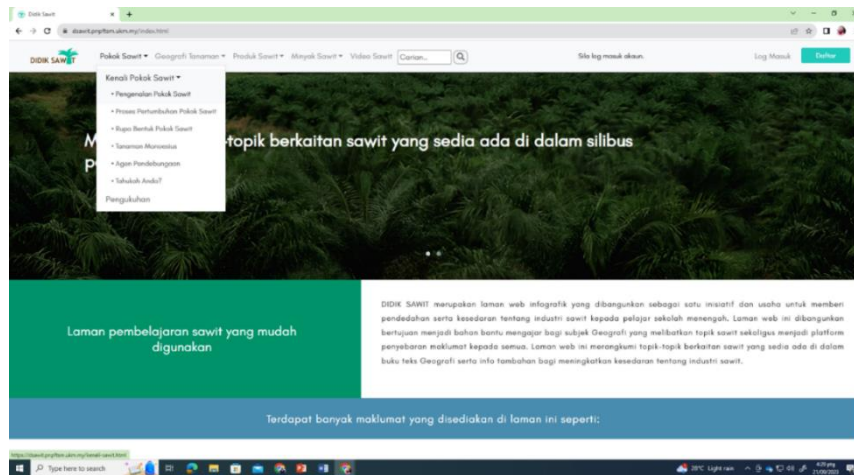 Didik Sawit
dsawit.pnpftsm.ukm.my/index.html
DIDIK SAWIT
Pokok Sawit
Geografi Tanaman
Produk Sawit
Minyak Sawit
Video Sawit
Carian...
Sila log masuk akaun.
Log Masuk
Daftar
Kenali Pokok Sawit
• Pengenalan Pokok Sawit
• Proses Pertumbuhan Pokok Sawit
• Rupa Bentuk Pokok Sawit
• Tanaman Monoesius
• Agen Pendebungaan
• Tahukah Anda?
Pengukuhan
-topik berkaitan sawit yang sedia ada di dalam silibus
Laman pembelajaran sawit yang mudah
digunakan
DIDIK SAWIT merupakan laman web infografik yang dibangunkan sebagai satu inisiatif dan usaha untuk memberi
pendedahan serta kesedaran tentang industri sawit kepada pelajar sekolah menengah. Laman web ini dibangunkan
bertujuan menjadi bahan bantu mengajar bagi subjek Geografi yang melibatkan topik sawit sekaligus menjadi platform
penyebaran maklumat kepada semua. Laman web ini merangkumi topik-topik berkaitan sawit yang sedia ada di dalam
buku teks Geografi serta info tambahan bagi meningkatkan kesedaran tentang industri sawit.
Terdapat banyak maklumat yang disediakan di laman ini seperti:
Type here to search
28°C Light rain
21/09/2023